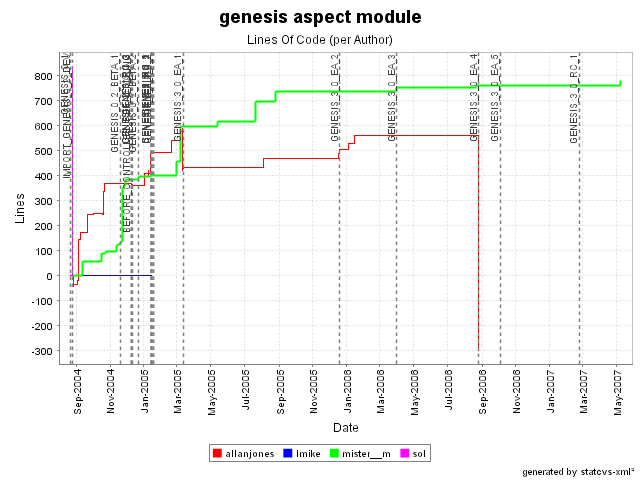 genesis aspect module
Lines Of Code (per Author)
Lines
800
700
600
500
400
300
200
100
0
-100
-200
-300
GENESIS_3_0_EA_1
GENESIS_3_0_EA_2
GENESIS_3_0_EA_3
GENESIS_3_0_EA_4
GENESIS_3_0_EA_5
GENESIS_3_0_RC_1
Sep-2004
Nov-2004
Jan-2005
Mar-2005
May-2005
Jul-2005
Sep-2005
Nov-2005
Jan-2006
Mar-2006
May-2006
Jul-2006
Sep-2006
Nov-2006
Jan-2007
Mar-2007
May-2007
Date
allanjones
lmike
mister__m
sol
generated by statcvs-xml²